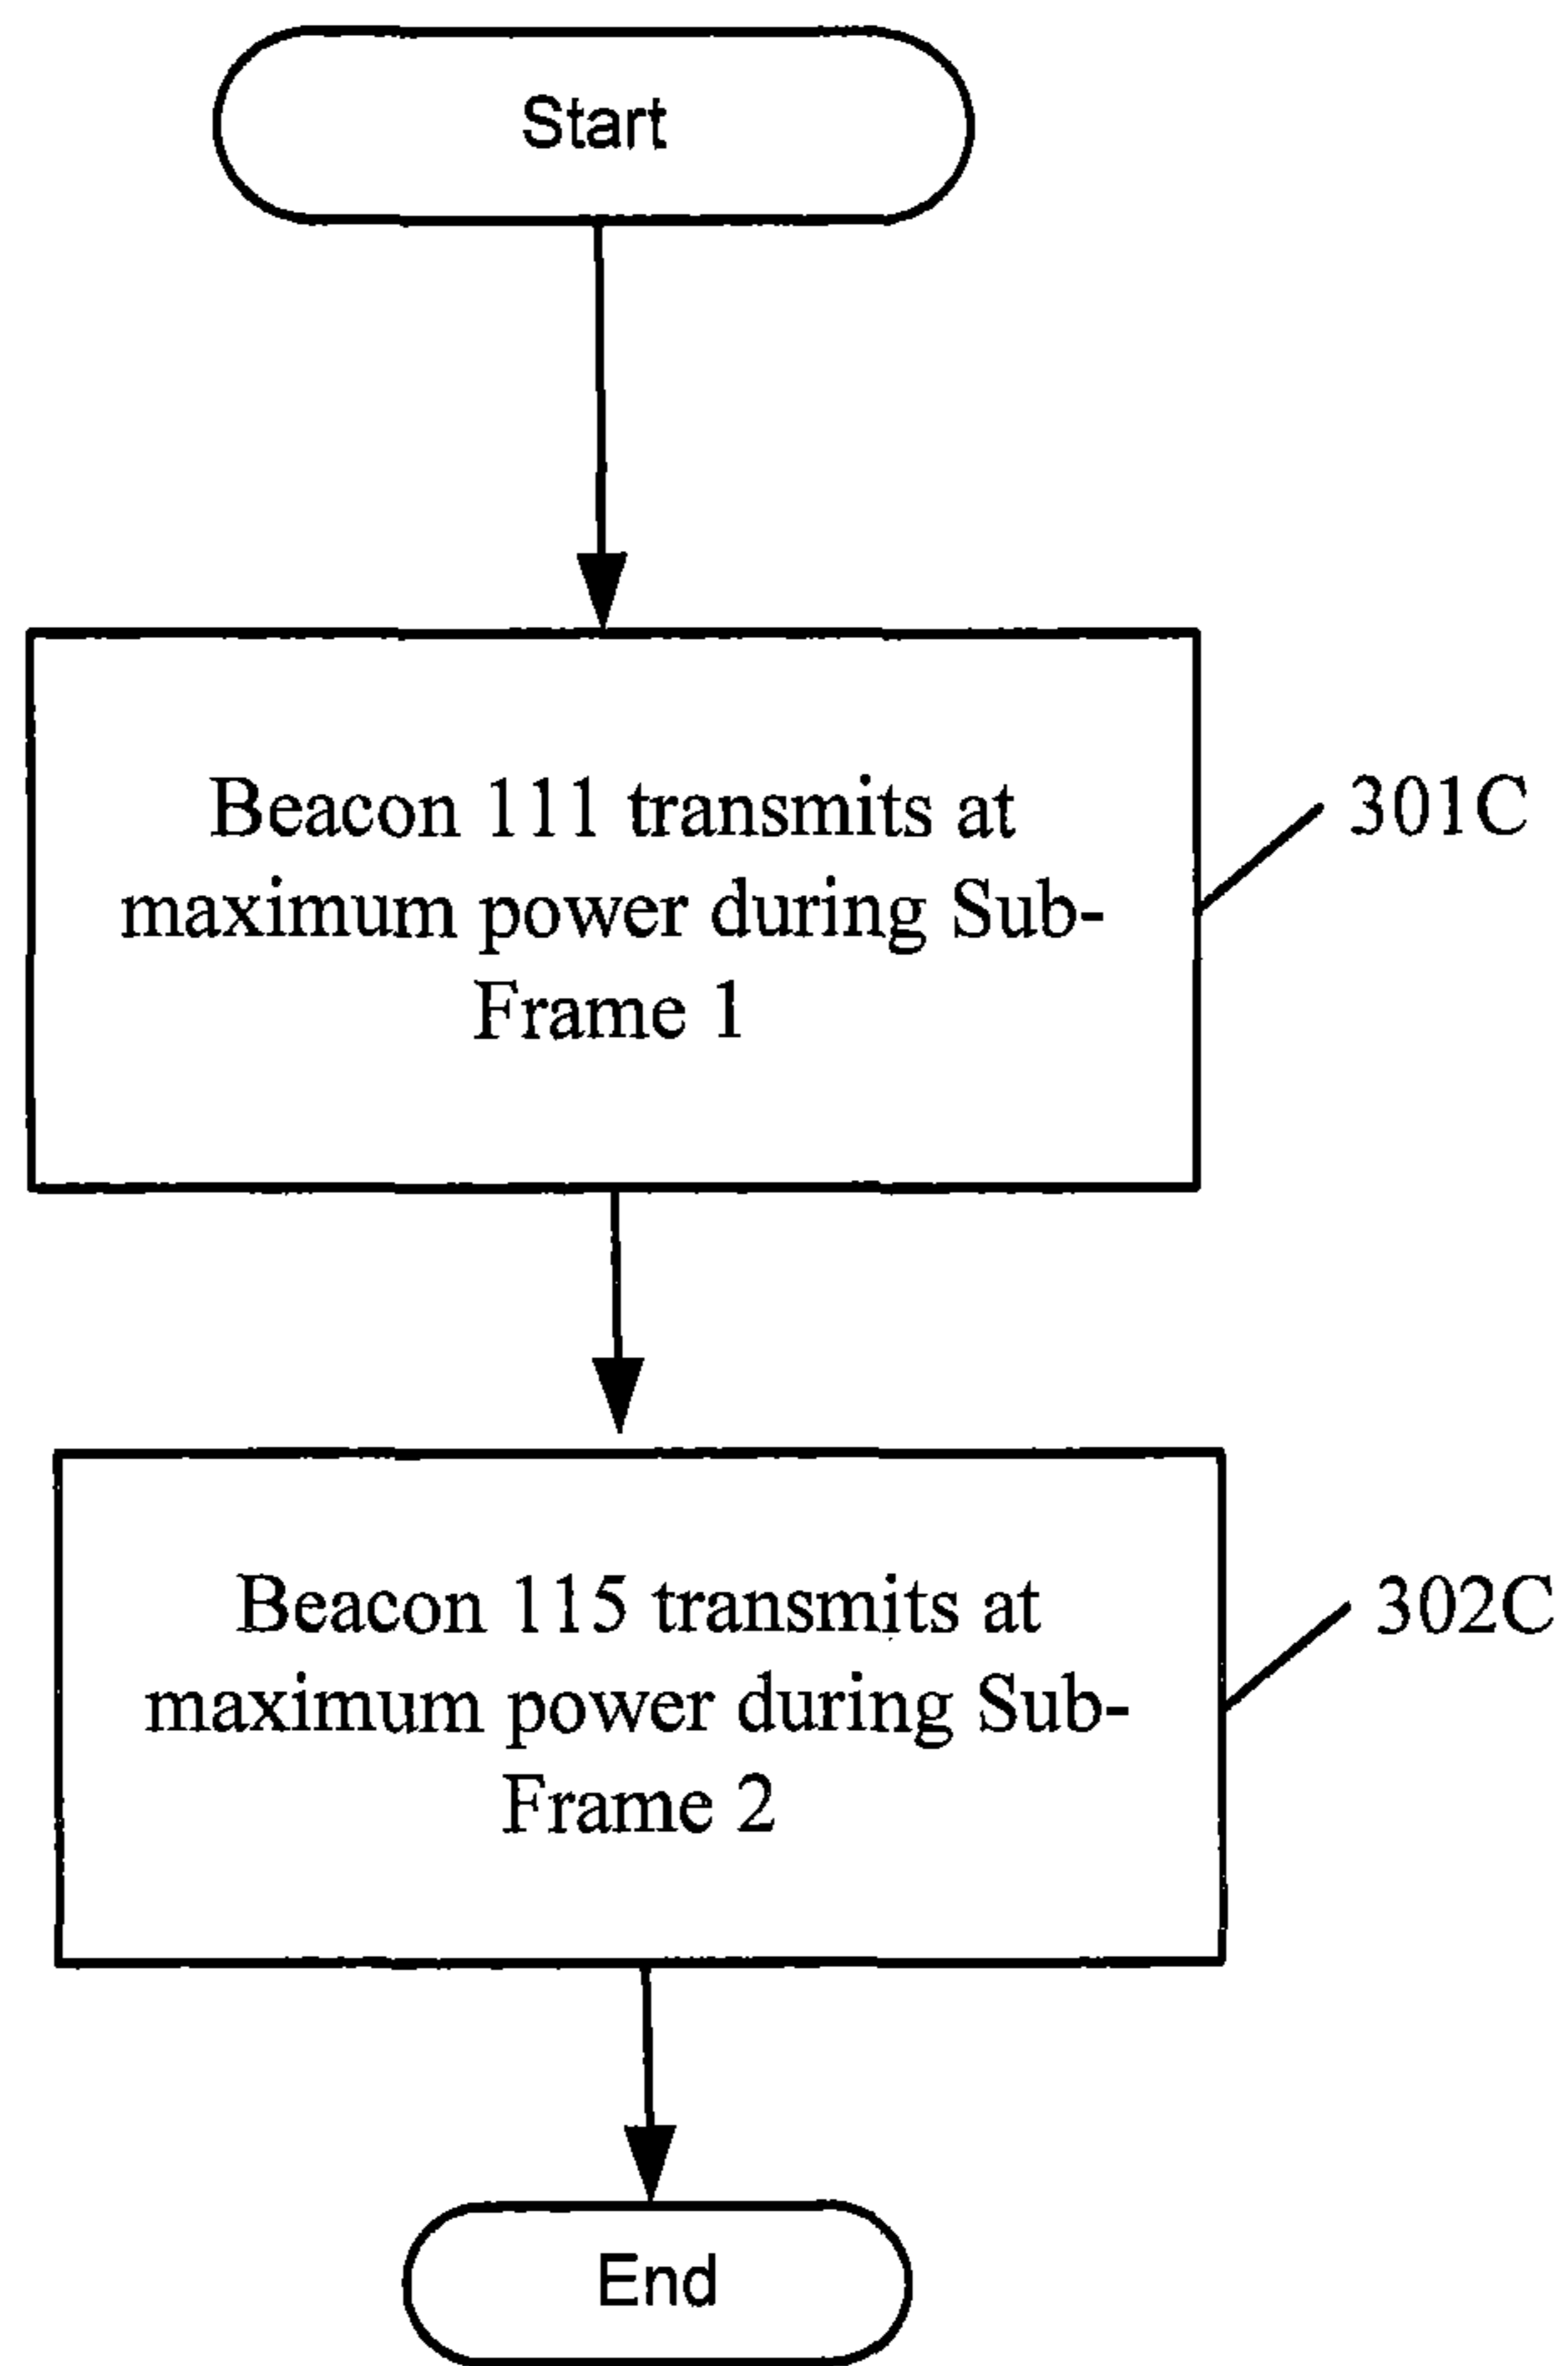 Start
Beacon 111 transmits at
maximum power during Sub-
Frame 1
301C
Beacon 115 transmits at
maximum power during Sub-
Frame 2
302C
End